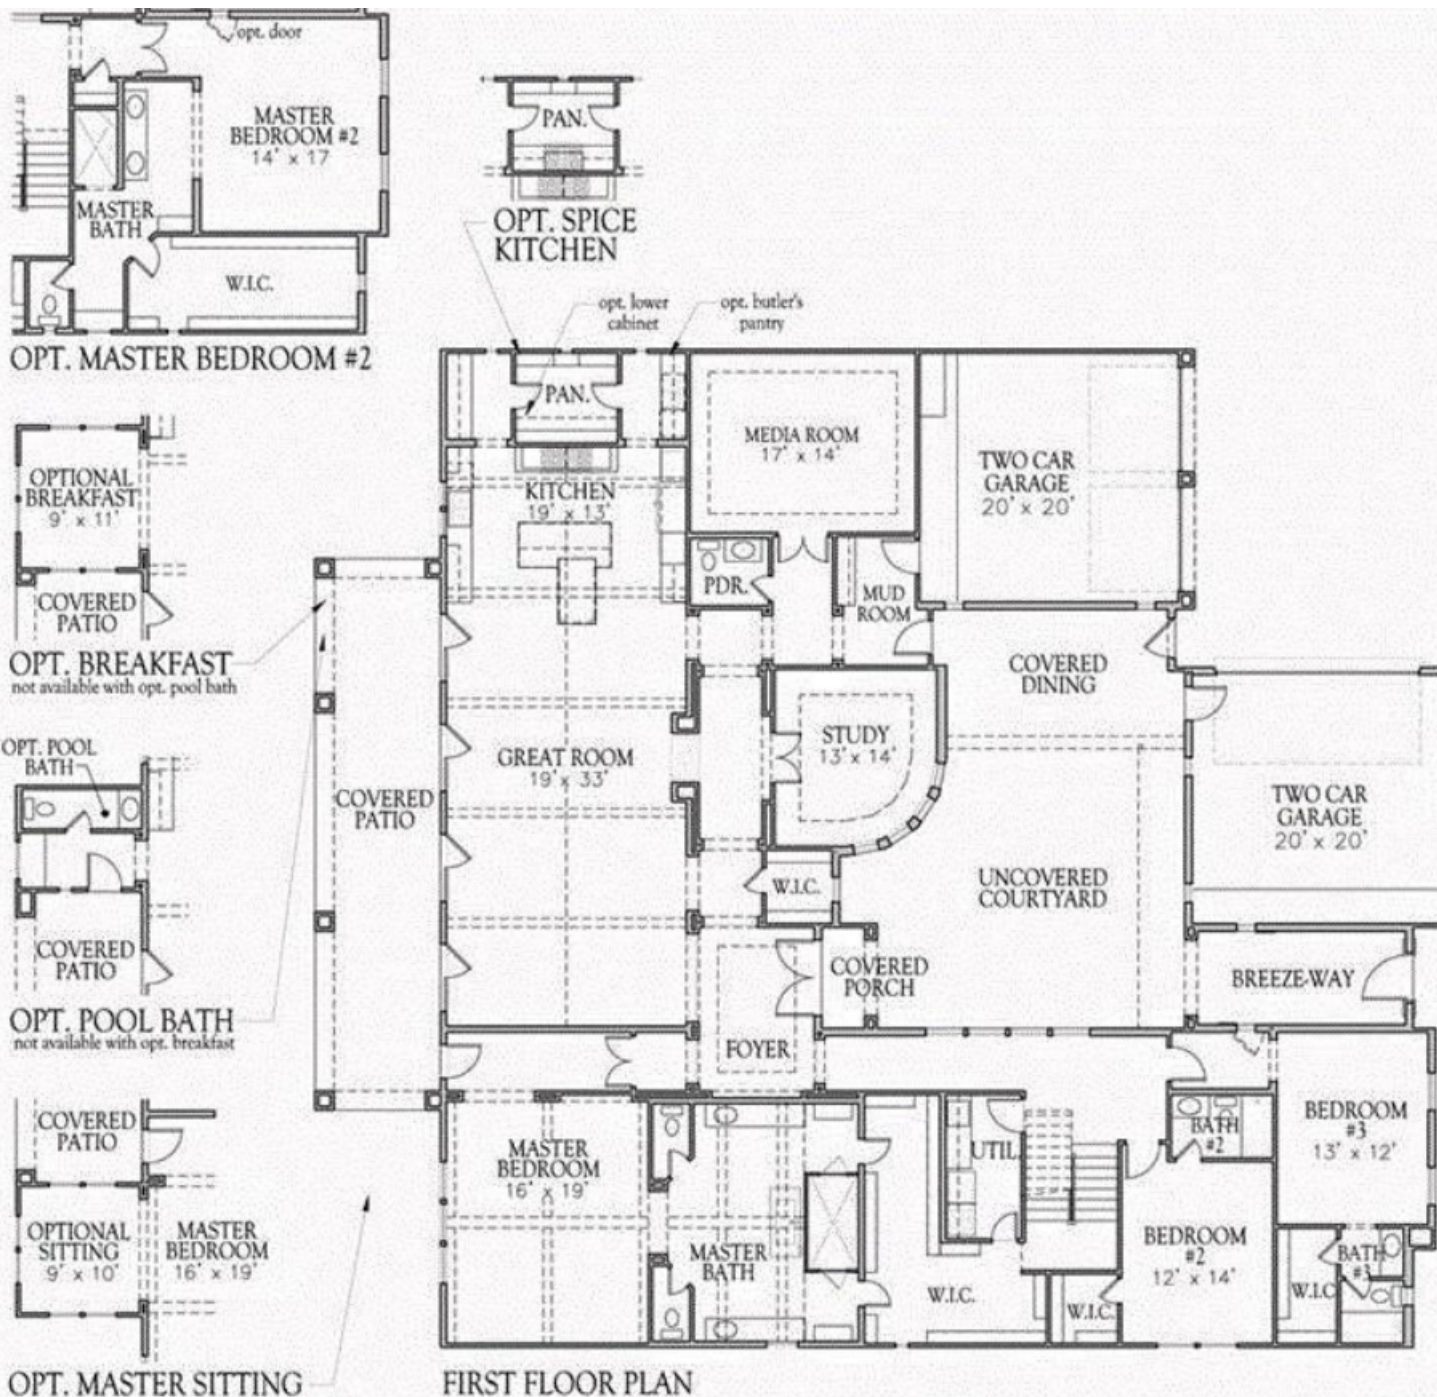 opt. door
MASTER
BEDROOM #2
14' x 17
MASTER
BATH
W.I.C.
OPT. MASTER BEDROOM #2
PAN.
OPT. SPICE
KITCHEN
opt. lower
cabinet
opt. butler's
pantry
PAN.
MEDIA ROOM
17' x 14'
TWO CAR
GARAGE
20' x 20'
KITCHEN
19' x 13'
OPTIONAL
BREAKFAST
9' x 11'
COVERED
PATIO
OPT. BREAKFAST
not available with opt. pool bath
PDR.
MUD
ROOM
COVERED
DINING
STUDY
13' x 14'
GREAT ROOM
19' x 33'
COVERED
PATIO
OPT. POOL
BATH
TWO CAR
GARAGE
20' x 20'
W.I.C.
UNCOVERED
COURTYARD
COVERED
PATIO
OPT. POOL BATH
not available with opt. breakfast
COVERED
PORCH
BREEZE-WAY
FOYER
COVERED
PATIO
OPTIONAL
SITTING
9' x 10'
MASTER
BEDROOM
16' x 19'
OPT. MASTER SITTING
MASTER
BEDROOM
16' x 19'
MASTER
BATH
UTIL.
W.I.C.
W.I.C.
BATH
#2
BEDROOM
#2
12' x 14'
BEDROOM
#3
13' x 12'
W.I.C
BATH
#3
FIRST FLOOR PLAN